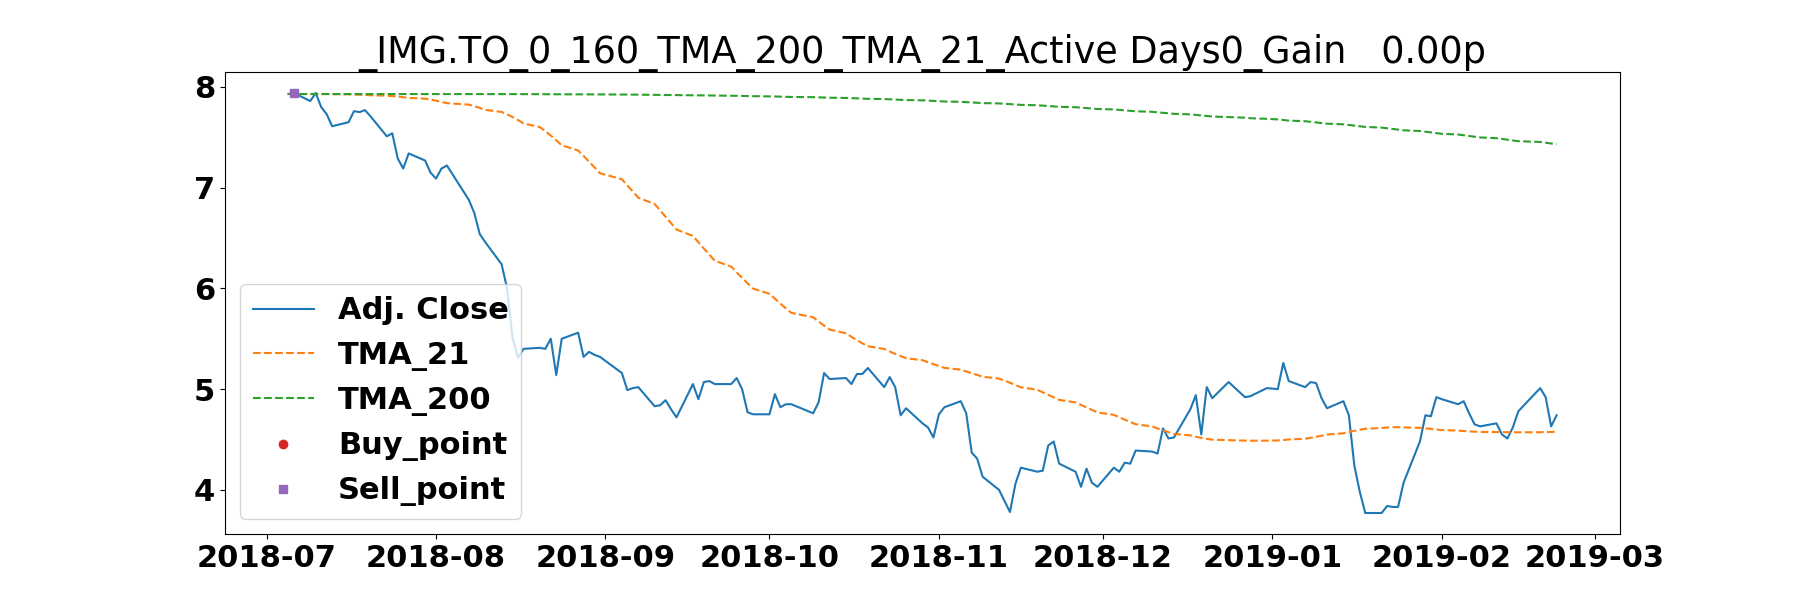 _IMG.TO_0_160_TMA_200_TMA_21_Active Days0_Gain   0.00p
8
7
6
5
4
Adj. Close
TMA_21
TMA_200
Buy_point
Sell_point
2018-07 2018-08 2018-09 2018-10 2018-11 2018-12 2019-01 2019-02 2019-03